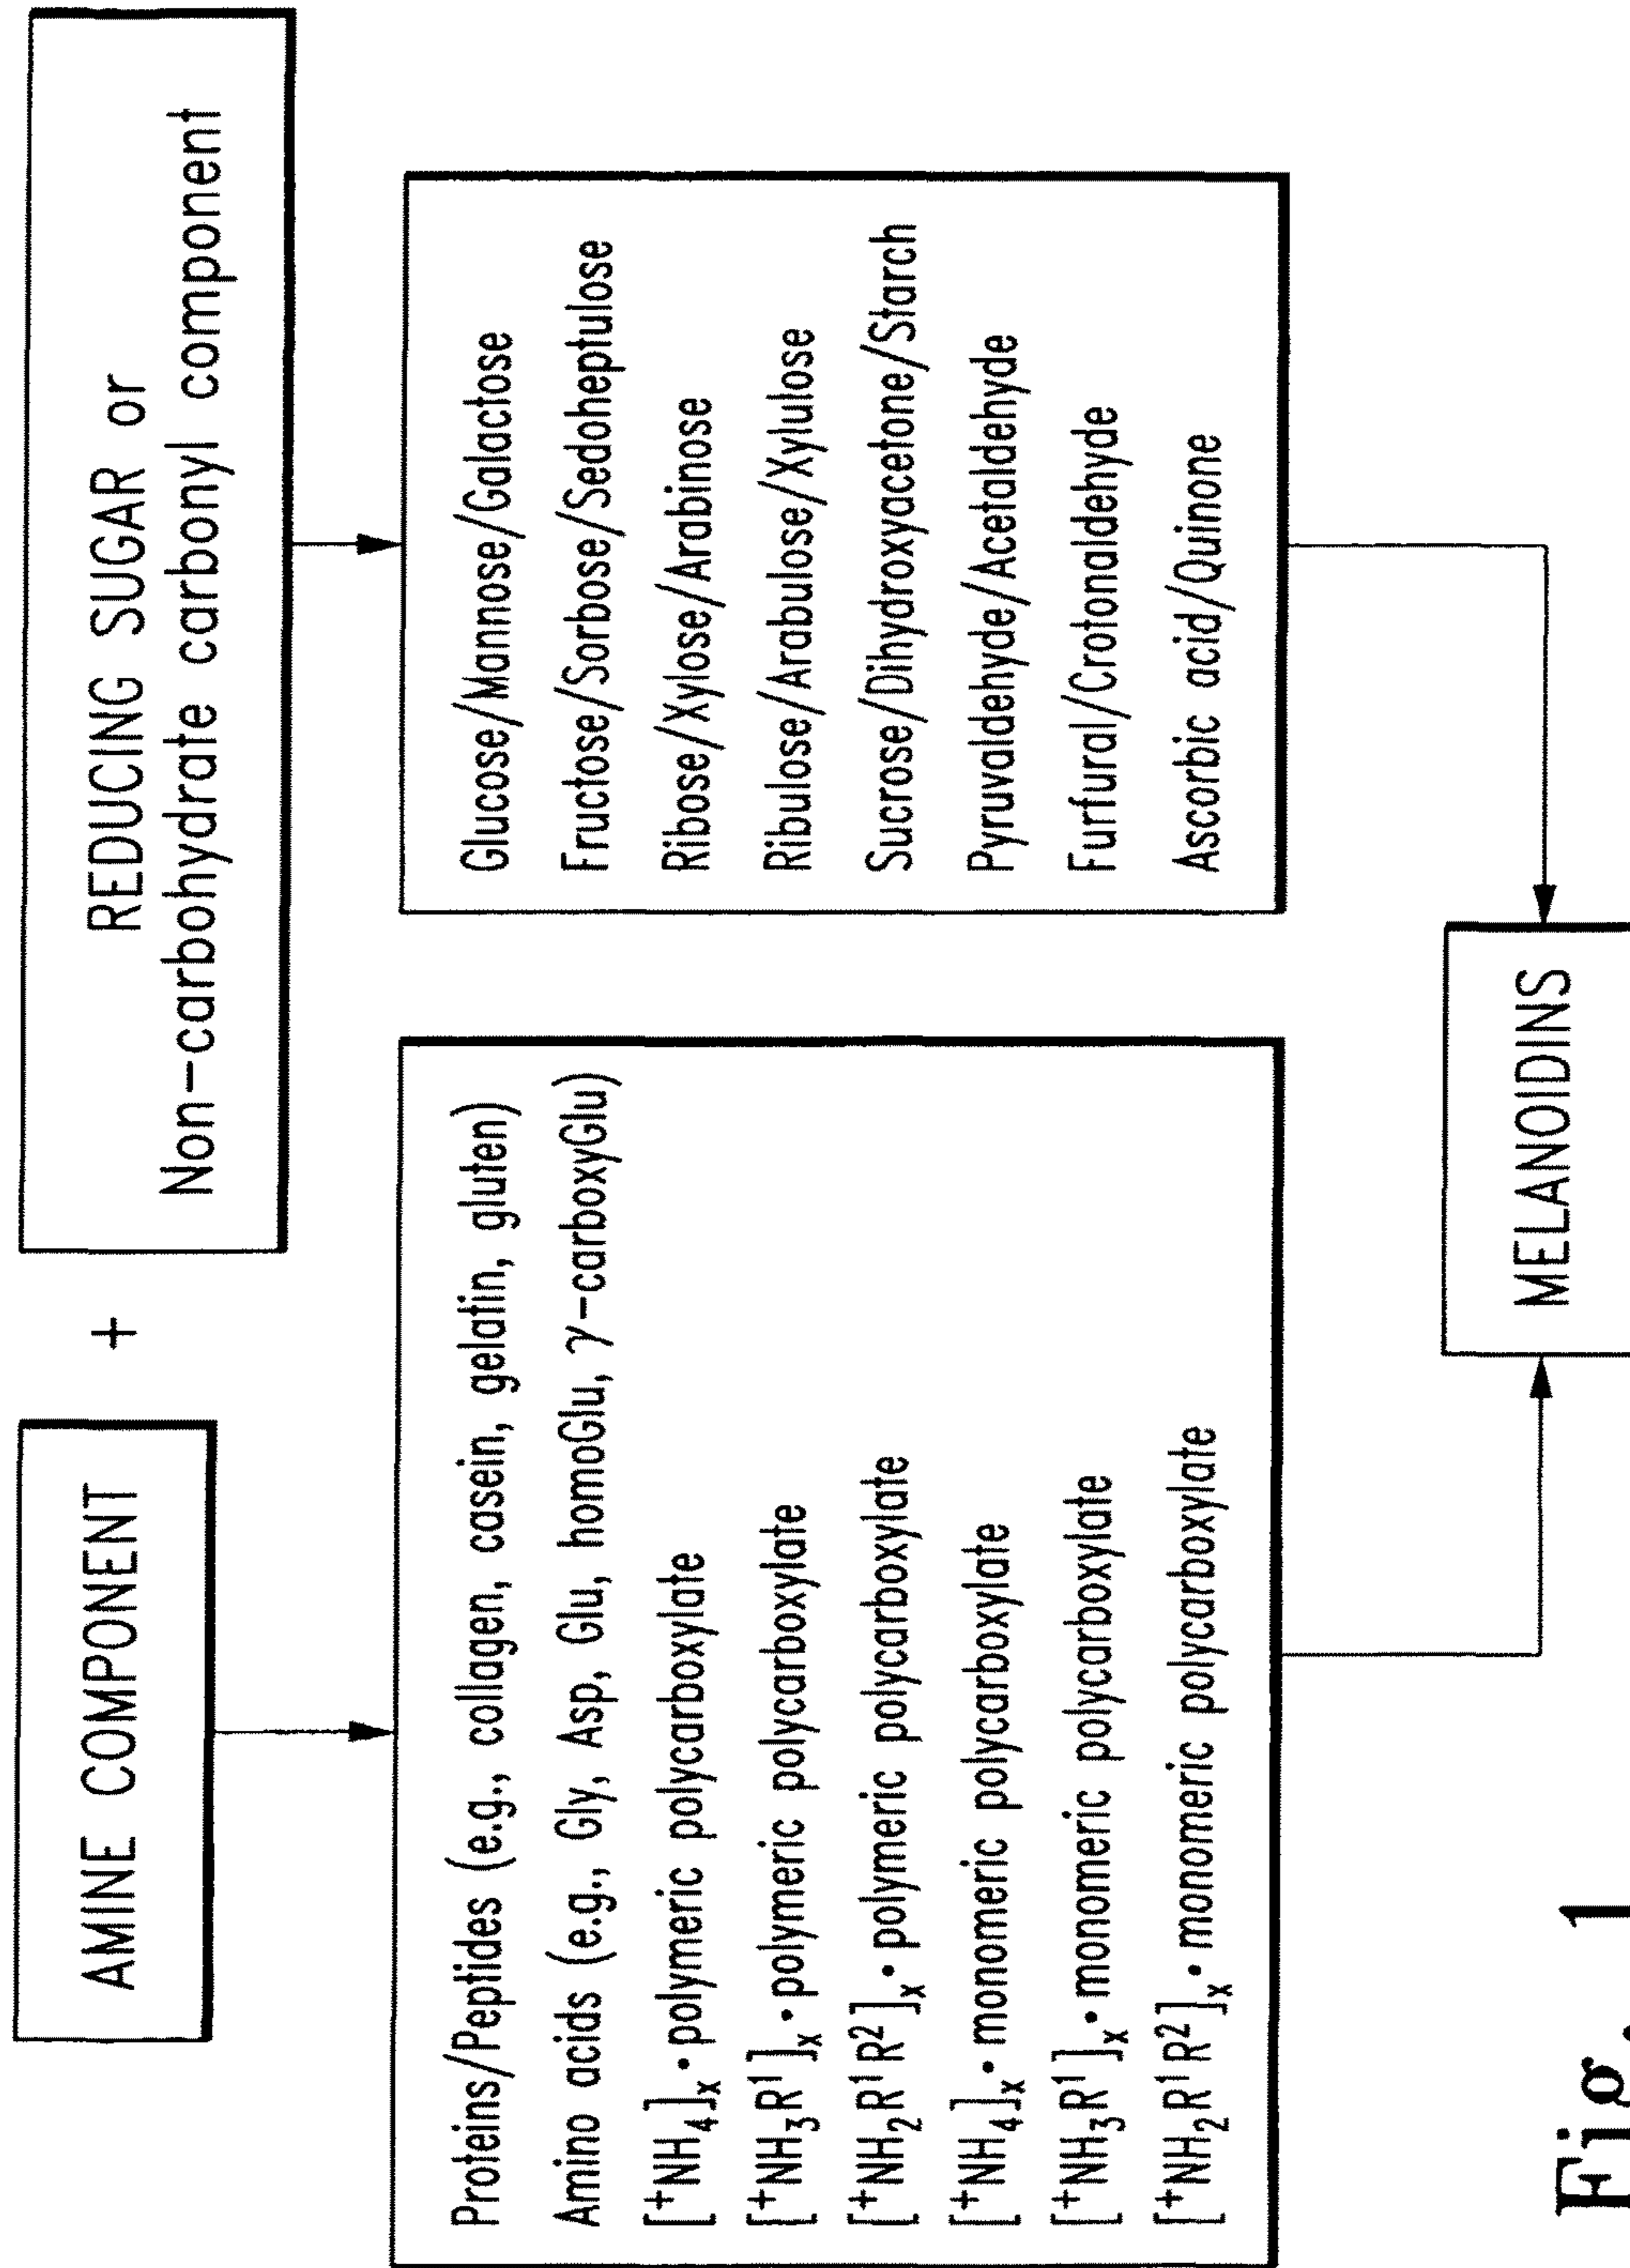 AMINE COMPONENT
+
REDUCING SUGAR or
Non-carbohydrate carbonyl component
Proteins/Peptides (e.g., collagen, casein, gelatin, gluten)
Amino acids (e.g., Gly, Asp, Glu, homoGlu, γ-carboxyGlu)
[⁺NH₄]ₓ•polymeric polycarboxylate
[⁺NH₃R¹]ₓ•polymeric polycarboxylate
[⁺NH₂R¹R²]ₓ•polymeric polycarboxylate
[⁺NH₄]ₓ•monomeric polycarboxylate
[⁺NH₃R¹]ₓ•monomeric polycarboxylate
[⁺NH₂R¹R²]ₓ•monomeric polycarboxylate
Glucose/Mannose/Galactose
Fructose/Sorbose/Sedoheptulose
Ribose/Xylose/Arabinose
Ribulose/Arabulose/Xylulose
Sucrose/Dihydroxyacetone/Starch
Pyruvaldehyde/Acetaldehyde
Furfural/Crotonaldehyde
Ascorbic acid/Quinone
MELANOIDINS
Fig. 1